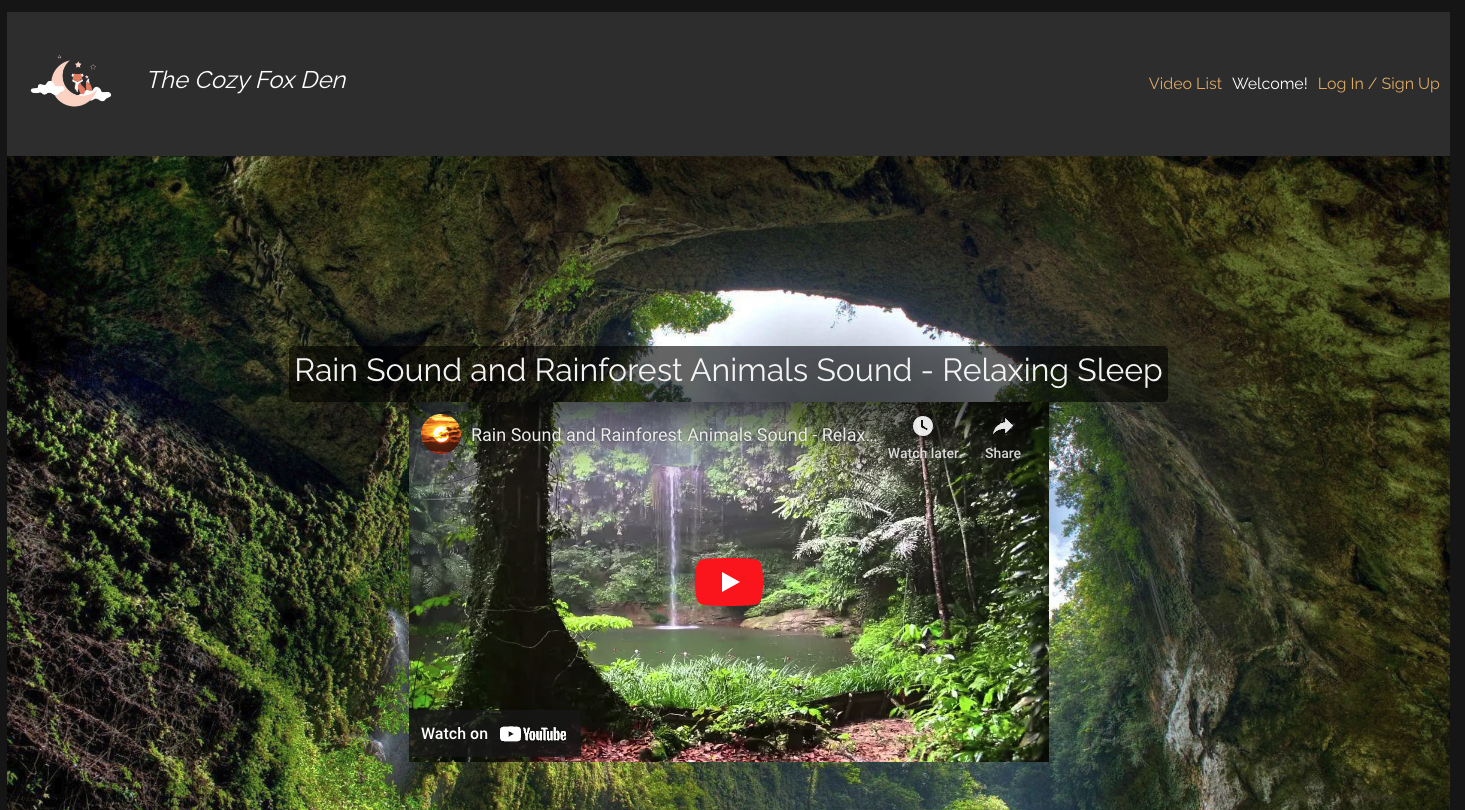 The Cozy Fox Den
Video List Welcome! Log In / Sign Up
Rain Sound and Rainforest Animals Sound - Relaxing Sleep
Rain Sound and Rainforest Animals Sound - Relax...
Watch later
Share
Watch on YouTube